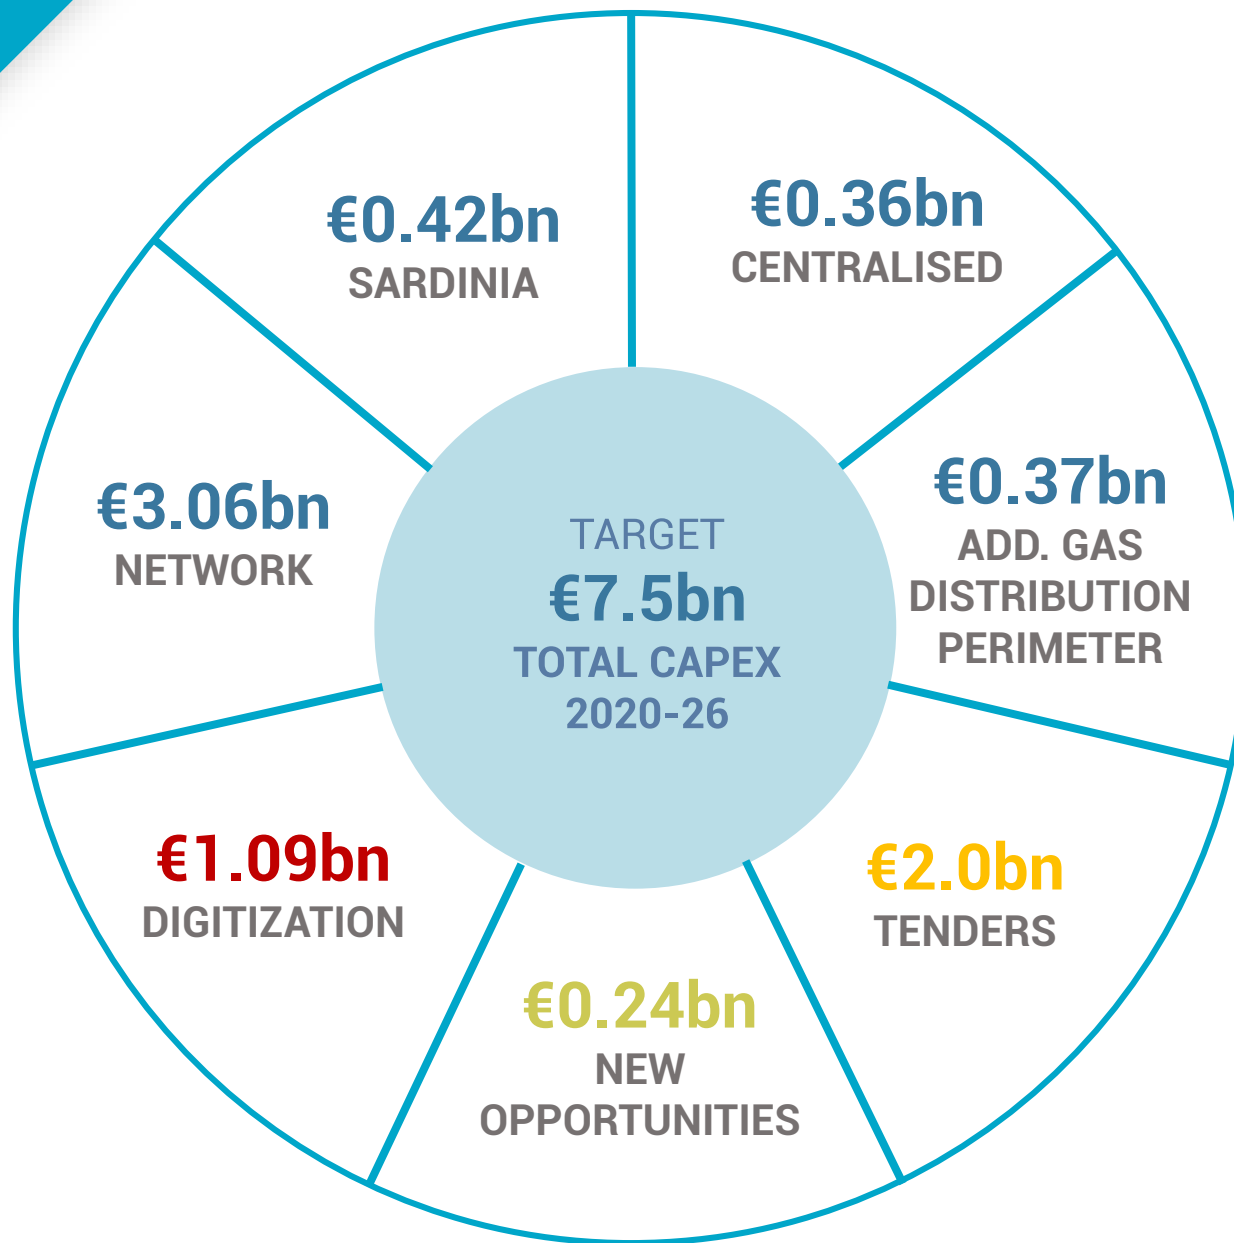 €0.42bn
SARDINIA
€0.36bn
CENTRALISED
€3.06bn
NETWORK
TARGET
€7.5bn
TOTAL CAPEX
2020-26
€0.37bn
ADD. GAS
DISTRIBUTION
PERIMETER
€1.09bn
DIGITIZATION
€2.0bn
TENDERS
€0.24bn
NEW
OPPORTUNITIES